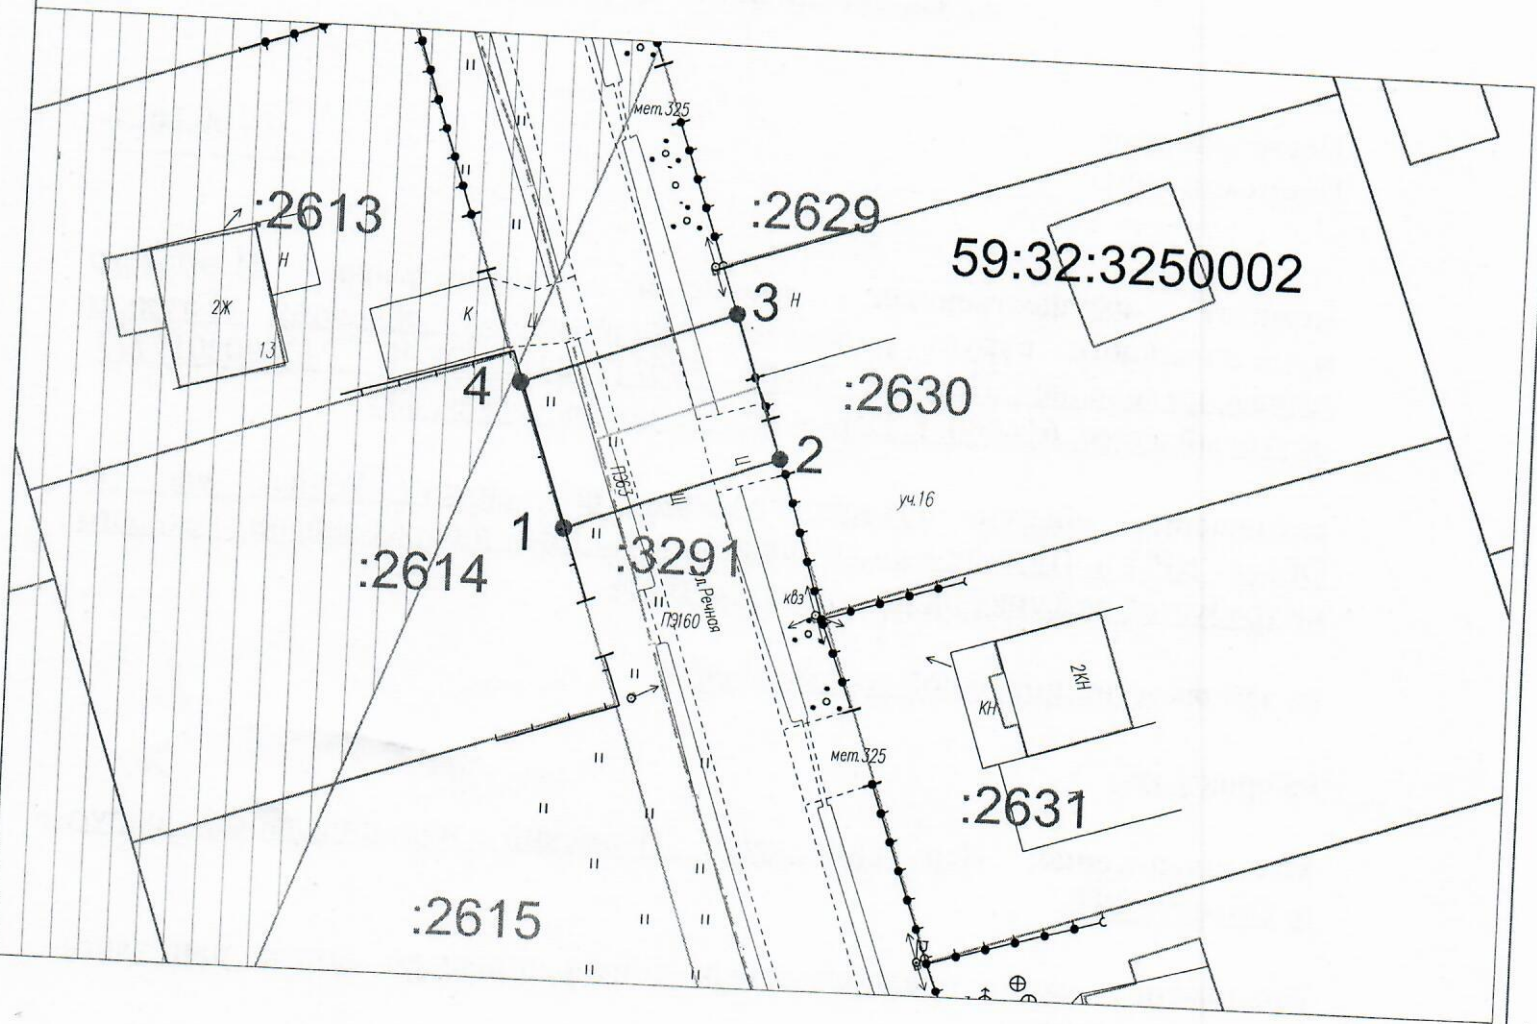 мет.325
:2613
:2629
59:32:3250002
Н
2Ж
13
К
Ц
3
Н
4
:2630
2
Ц
ПЭ63
Щ
уч.16
1
:3291
:2614
ул.Речная
ПЭ160
квз
2КН
КН
мет.325
:2631
:2615